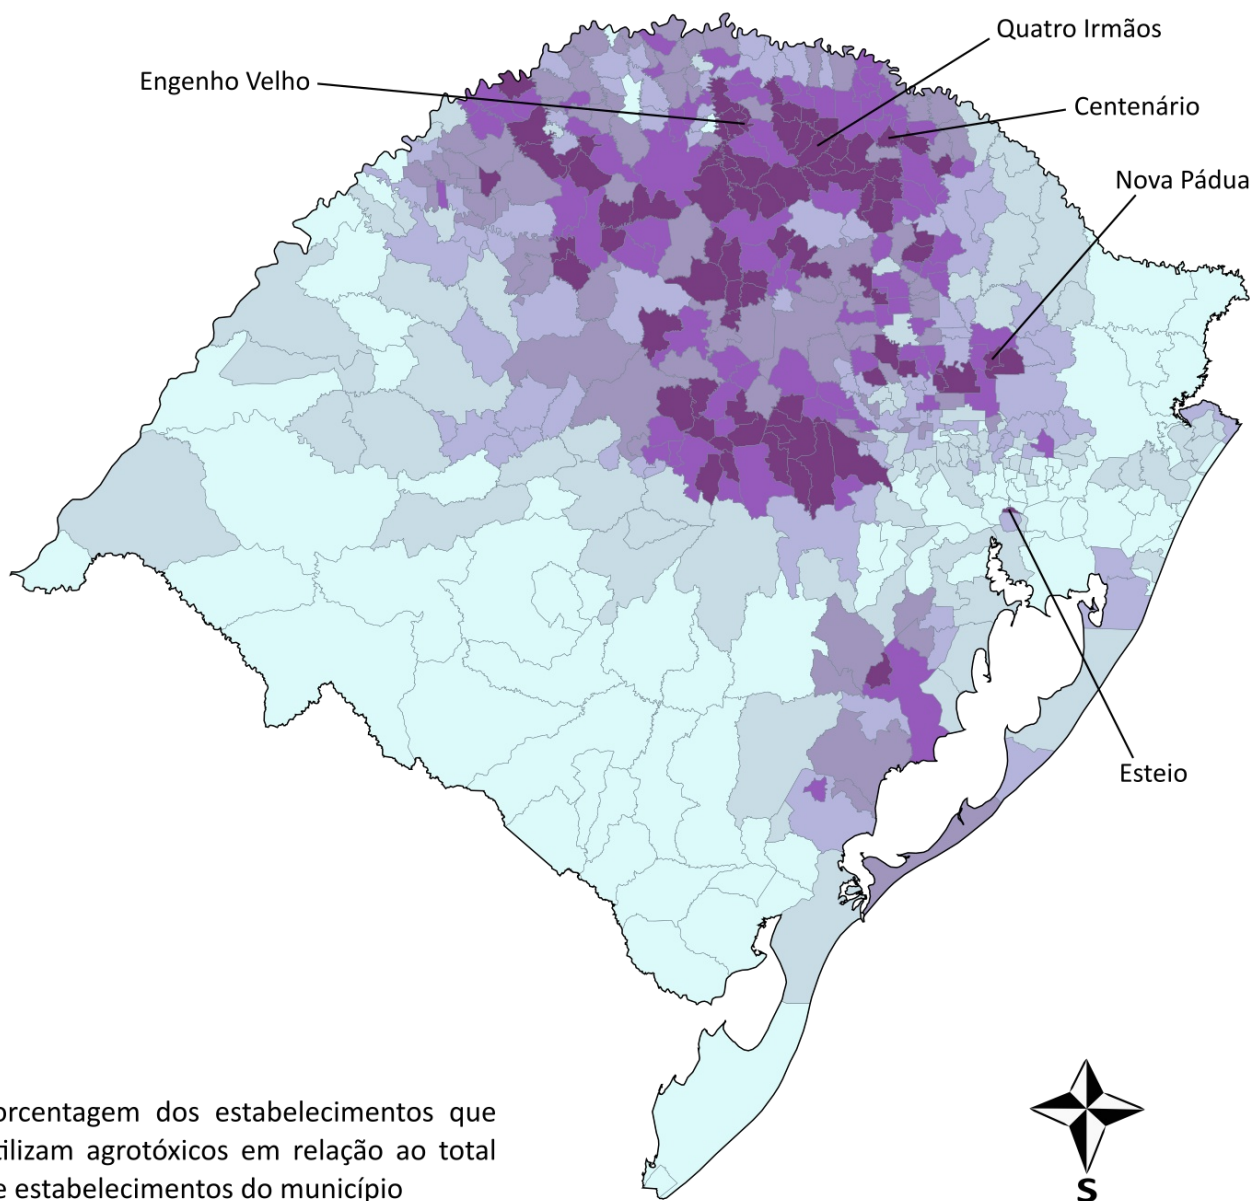 Quatro Irmãos
Engenho Velho
Centenário
Nova Pádua
Esteio
orcentagem dos estabelecimentos que
tilizam agrotóxicos em relação ao total
e estabelecimentos do município
S